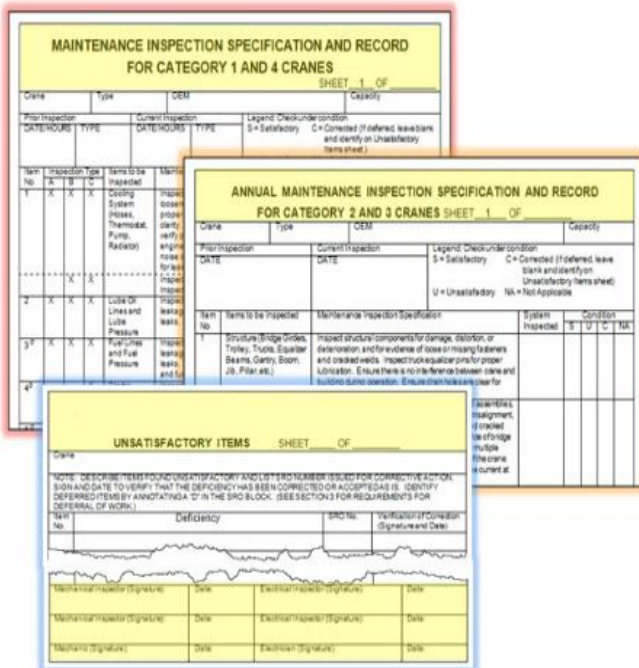 MAINTENANCE INSPECTION SPECIFICATION AND RECORD
FOR CATEGORY 1 AND 4 CRANES
SHEET 1 OF
Crane Type OEM Capacity
Prior Inspection Current Inspection Legend: Check under condition
DATE/HOURS TYPE DATE/HOURS TYPE S = Satisfactory C = Corrected (If deferred, leave blank
and identify on Unsatisfactory
Items sheet.)
Item Inspection Type Items to be
No A B C Inspected
1 X X X Cooling
System
(Hoses,
Thermostat,
Pump,
Radiator)
X X
2 X X X Lube Oil
Lines and
Lube
Pressure
3 X X X Fuel Lines
and Fuel
Pressure
4 X X X
ANNUAL MAINTENANCE INSPECTION SPECIFICATION AND RECORD
FOR CATEGORY 2 AND 3 CRANES SHEET 1 OF
Crane Type OEM Capacity
Prior Inspection Current Inspection Legend: Check under condition
DATE DATE S = Satisfactory C = Corrected (If deferred, leave
blank and identify on
Unsatisfactory Items sheet)
U = Unsatisfactory NA = Not Applicable
Item Items to be Inspected Maintenance Inspection Specification System Condition
No Inspected S U C NA
1 Structure (Bridge Girders, Inspect structural components for damage, distortion, or
Trolley, Trucks, Equalizer deterioration, and for evidence of loose or missing fasteners
Beams, Gantry, Boom, and cracked welds. Inspect truck equalizer pins for proper
Jib, Pillar, etc.) lubrication. Ensure there is no interference between crane and
building during operation. Ensure drain holes are clear for
assemblies,
cracked
of bridge
multiple
the crane
current at
UNSATISFACTORY ITEMS SHEET OF
Crane
NOTE: DESCRIBE ITEMS FOUND UNSATISFACTORY AND LIST SRO NUMBER ISSUED FOR CORRECTIVE ACTION.
SIGN AND DATE TO VERIFY THAT THE DEFICIENCY HAS BEEN CORRECTED OR ACCEPTED AS IS. IDENTIFY
DEFERRED ITEMS BY ANNOTATING A "D" IN THE SRO BLOCK. (SEE SECTION 3 FOR REQUIREMENTS FOR
DEFERRAL OF WORK.)
Item Deficiency SRO No. Verification of Correction
No. (Signature and Date)
Mechanical Inspector (Signature) Date Electrical Inspector (Signature) Date
Mechanical Inspector (Signature) Date Electrical Inspector (Signature) Date
Mechanic (Signature) Date Electrician (Signature) Date